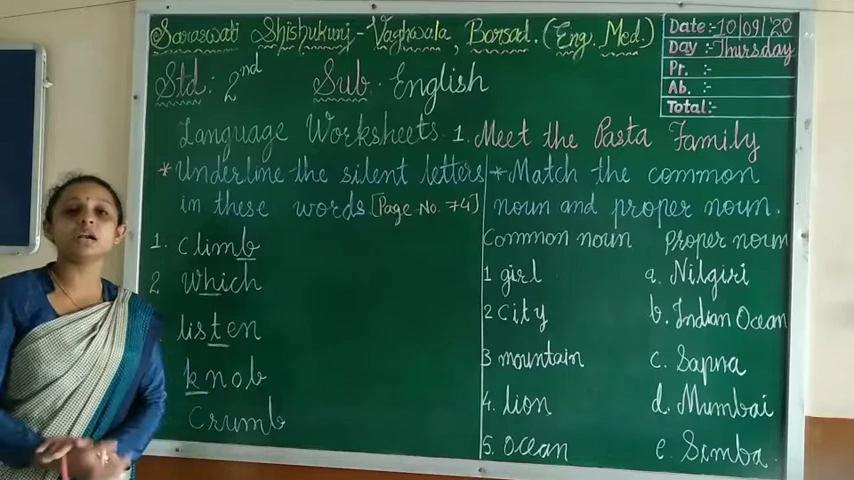 Saraswati Shishukunj-Vaghawala, Borsad. (Eng. Med.)
Date:- 10/09/'20
Day:- Thursday
Pr. :-
Ab. :-
Total:-
Std: 2nd Sub: English
Language Worksheets 1. Meet the Pasta Family
* Underline the silent letters
in these words [Page-No. 74]
1. climb
2 which
listen
knob
crumb
* Match the common
noun and proper noun.
Common noun Proper noun
1 girl a. Nilgiri
2 city b. Indian Ocean
3 mountain c. Sapna
4. lion d. Mumbai
5. ocean e. Simba